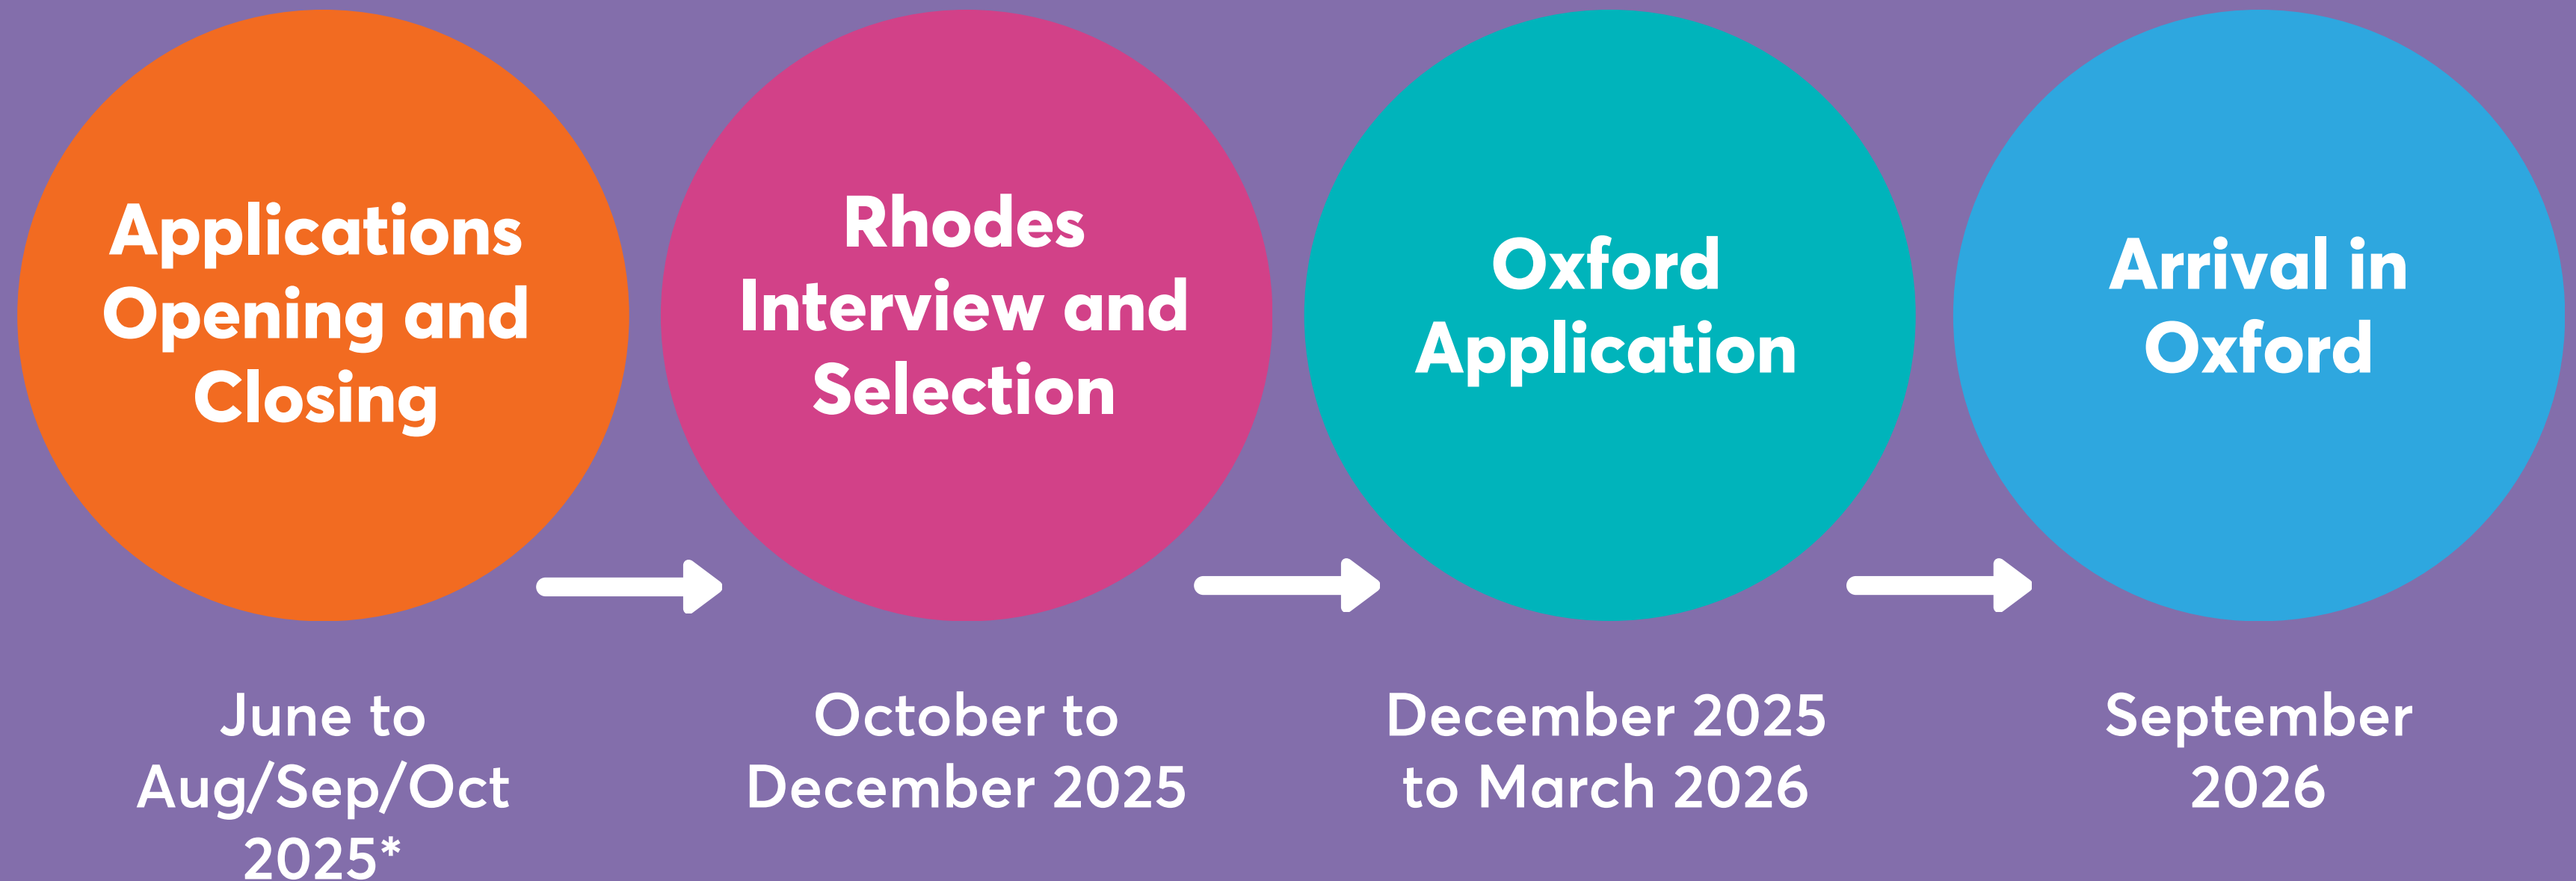 Applications
Opening and
Closing
June to
Aug/Sep/Oct
2025*
Rhodes
Interview and
Selection
October to
December 2025
Oxford
Application
December 2025
to March 2026
Arrival in
Oxford
September
2026